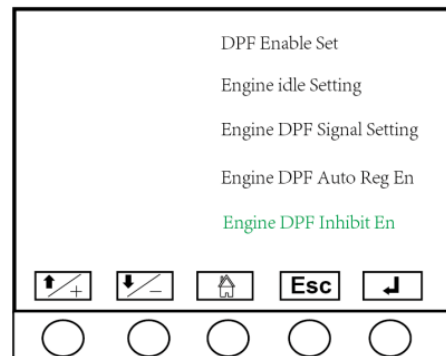 DPF Enable Set
Engine idle Setting
Engine DPF Signal Setting
Engine DPF Auto Reg En
Engine DPF Inhibit En
Esc